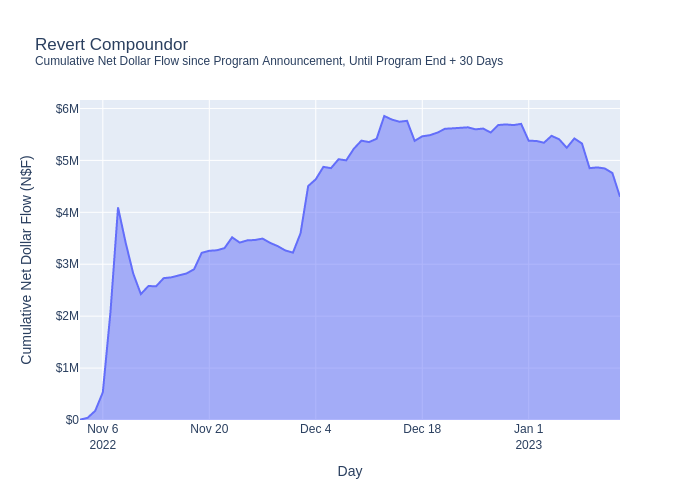 Revert Compoundor
Cumulative Net Dollar Flow since Program Announcement, Until Program End + 30 Days
Cumulative Net Dollar Flow (N$F)
$6M
$5M
$4M
$3M
$2M
$1M
$0
Nov 6
2022
Nov 20
Dec 4
Dec 18
Jan 1
2023
Day